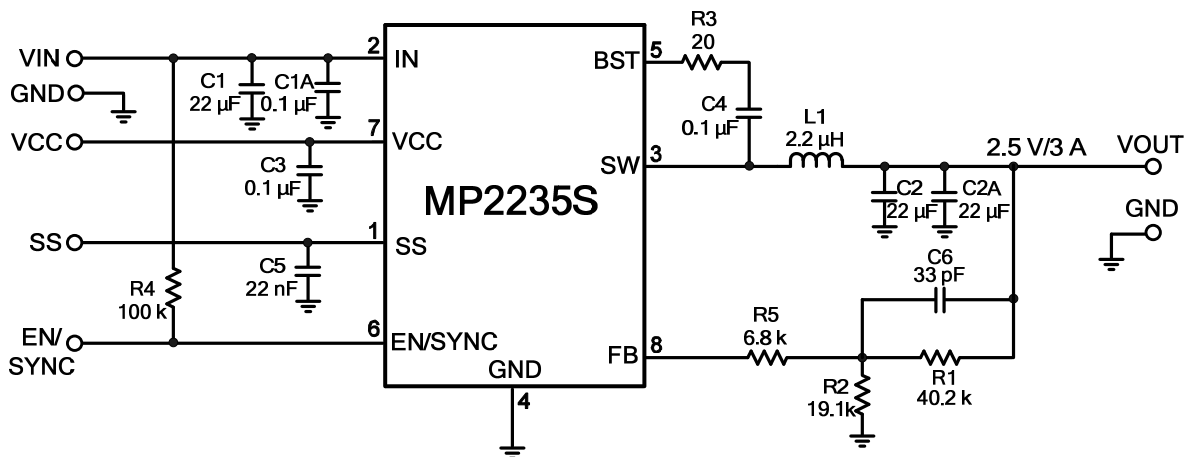 VIN
GND
VCC
SS
EN/
SYNC
R4
100 k
C1
22 µF
C1A
0.1 µF
C3
0.1 µF
C5
22 nF
2
7
1
6
IN
VCC
SS
EN/SYNC
MP2235S
GND
4
BST
SW
FB
5
3
8
R3
20
C4
0.1 µF
L1
2.2 µH
2.5 V/3 A
VOUT
C2
22 µF
C2A
22 µF
GND
C6
33 pF
R5
6.8 k
R2
19.1k
R1
40.2 k